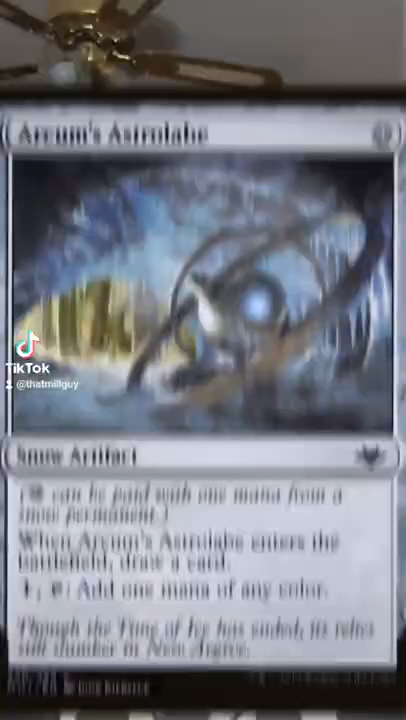 Arcum's Astrolabe
TikTok
@thatmillguy
Snow Artifact
can be paid with one mana from a
snow permanent.)
When Arcum's Astrolabe enters the
battlefield, draw a card.
: Add one mana of any color.
Though the Time of Ice has ended, its relics
still slumber in New Argive.